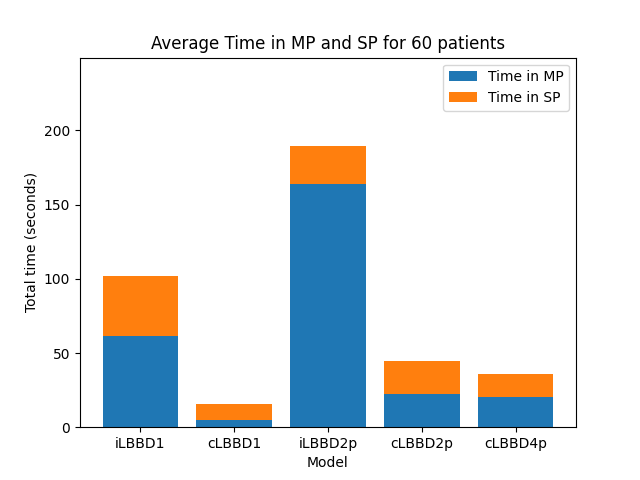 Average Time in MP and SP for 60 patients
Time in MP
Time in SP
Total time (seconds)
200
150
100
50
0
iLBBD1 cLBBD1 iLBBD2p cLBBD2p cLBBD4p
Model